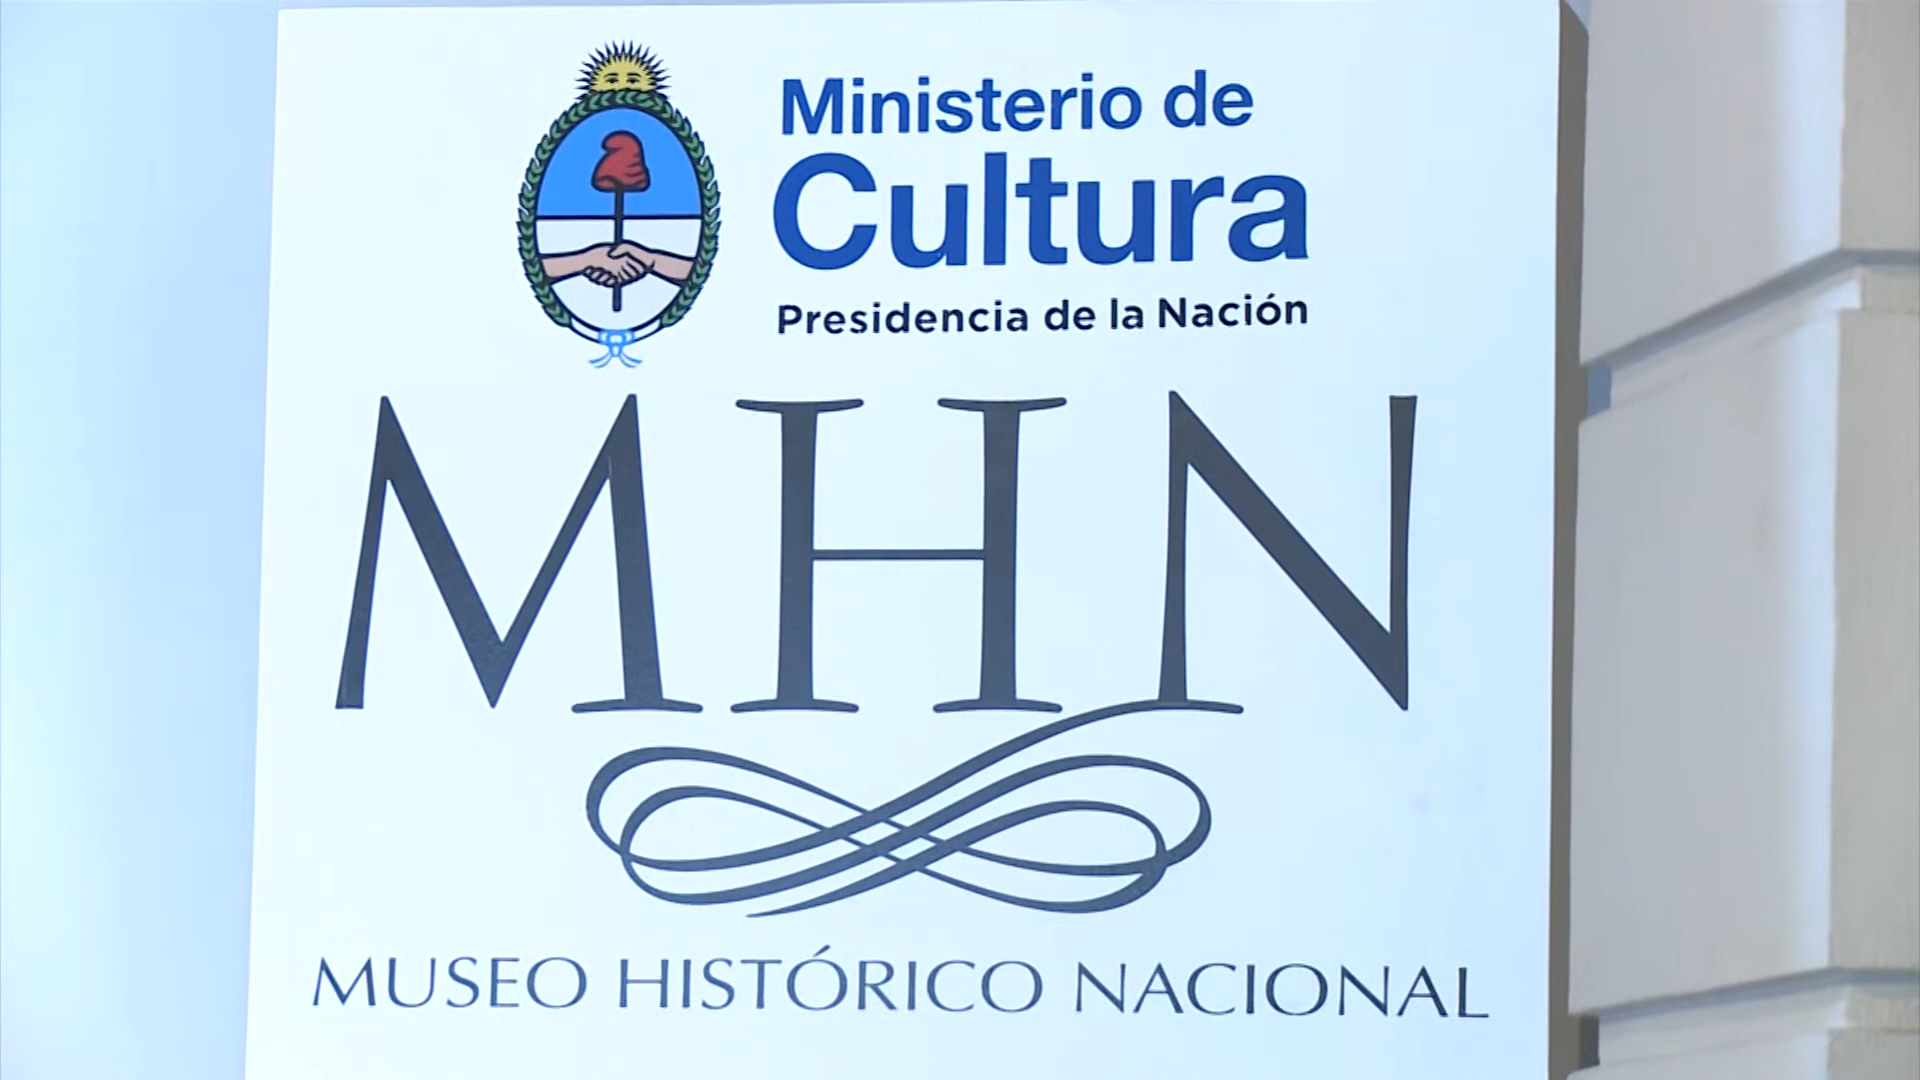 Ministerio de
Cultura
Presidencia de la Nación
MHN
MUSEO HISTÓRICO NACIONAL